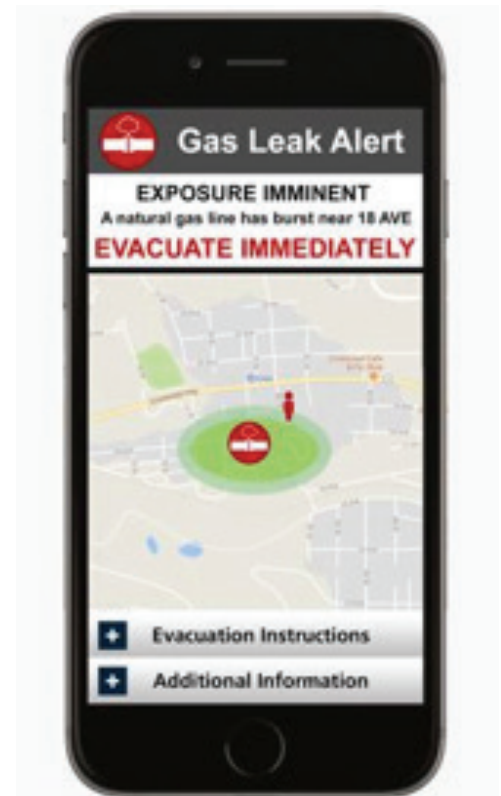 Gas Leak Alert
EXPOSURE IMMINENT
A natural gas line has burst near 18 AVE
EVACUATE IMMEDIATELY
Evacuation Instructions
Additional Information